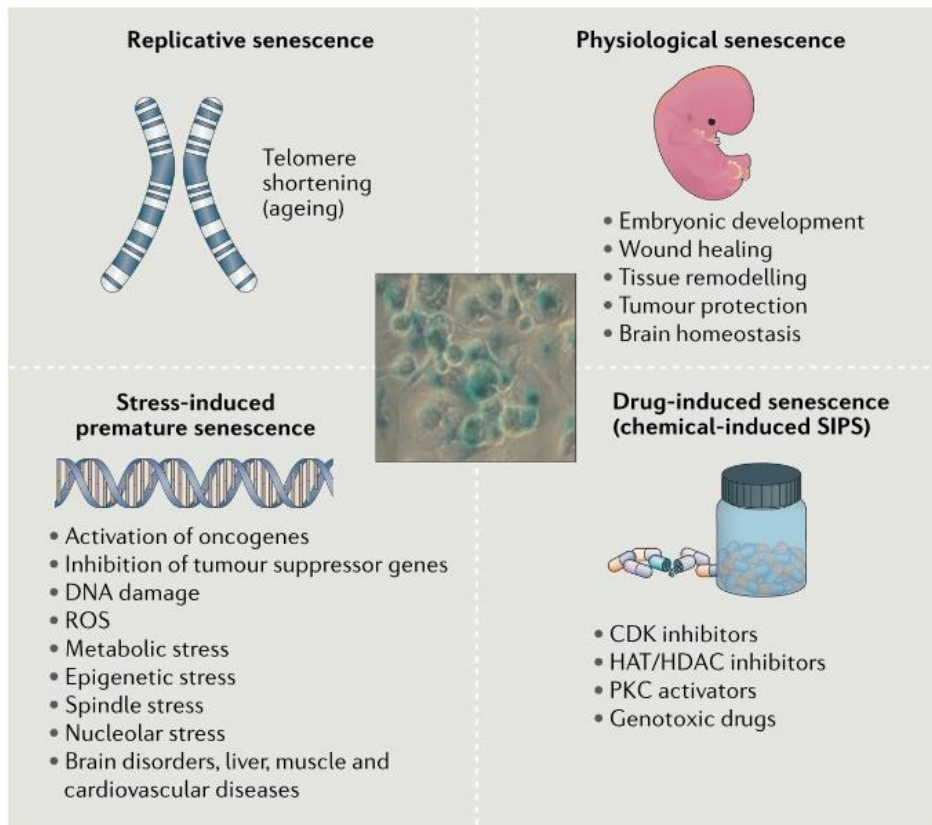 Replicative senescence
Telomere
shortening
(ageing)
Physiological senescence
• Embryonic development
• Wound healing
• Tissue remodelling
• Tumour protection
• Brain homeostasis
Stress-induced
premature senescence
• Activation of oncogenes
• Inhibition of tumour suppressor genes
• DNA damage
• ROS
• Metabolic stress
• Epigenetic stress
• Spindle stress
• Nucleolar stress
• Brain disorders, liver, muscle and
cardiovascular diseases
Drug-induced senescence
(chemical-induced SIPS)
• CDK inhibitors
• HAT/HDAC inhibitors
• PKC activators
• Genotoxic drugs